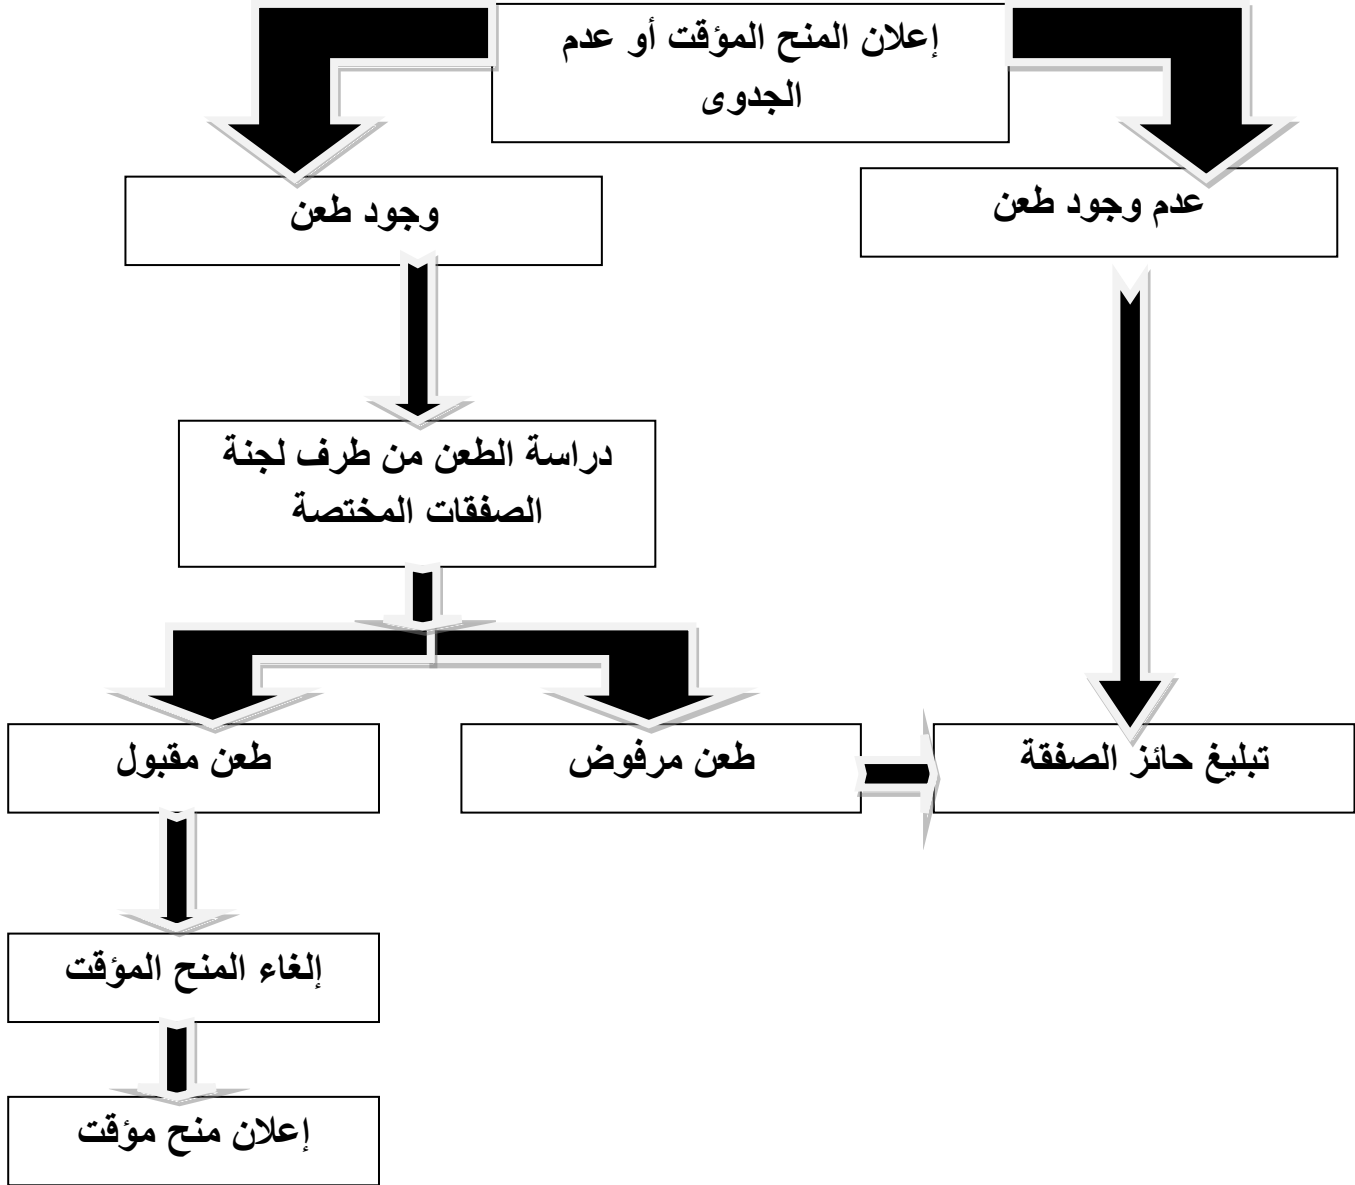 إعلان المنح المؤقت أو عدم
الجدوى
عدم وجود طعن
وجود طعن
دراسة الطعن من طرف لجنة
الصفقات المختصة
تبليغ حائز الصفقة
طعن مرفوض
طعن مقبول
إلغاء المنح المؤقت
إعلان منح مؤقت